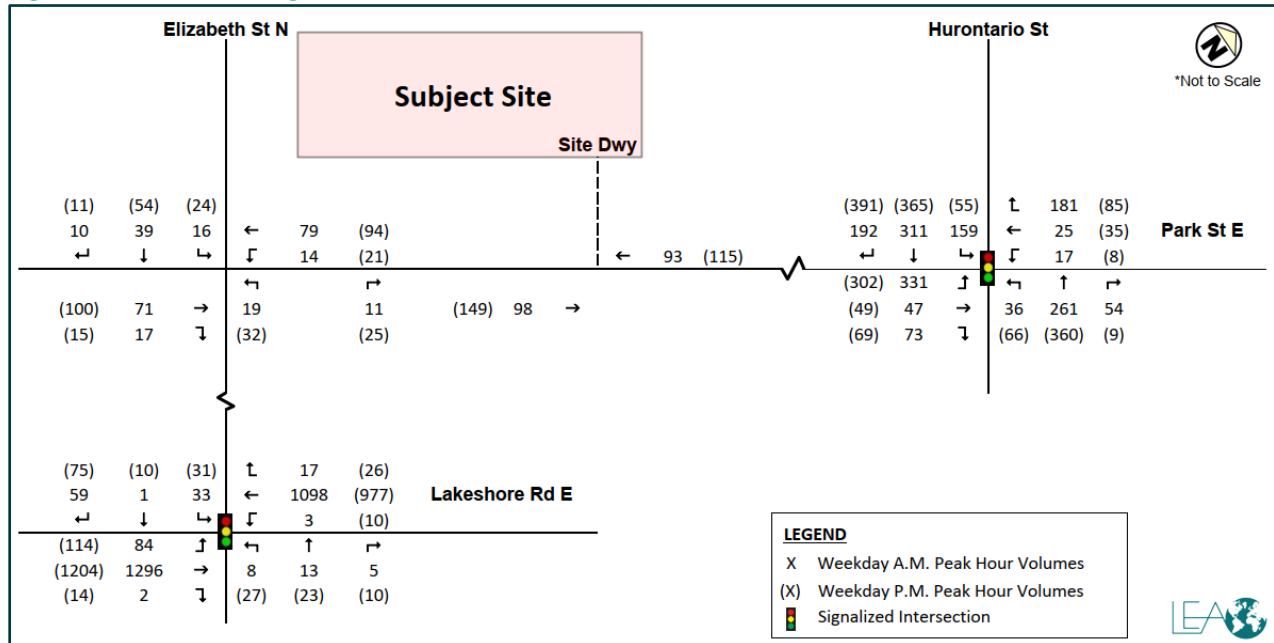 Elizabeth St N
Hurontario St
N
*Not to Scale
Subject Site
Site Dwy
(11) (54) (24)
10 39 16 ← 79 (94)
↵ ↓ ↳ ↰ 14 (21)
← 93 (115)
↰ ↱
(100) 71 → 19 11 (149) 98 →
(15) 17 ↴ (32) (25)
(391) (365) (55) ↱ 181 (85)
192 311 159 ← 25 (35) Park St E
↵ ↓ ↳ ↰ 17 (8)
(302) 331 ↰ ↑ ↱
(49) 47 → 36 261 54
(69) 73 ↴ (66) (360) (9)
(75) (10) (31) 17 (26)
59 1 33 ← 1098 (977) Lakeshore Rd E
↵ ↓ ↳ 3 (10)
(114) 84 ↰ ↑ ↱
(1204) 1296 → 8 13 5
(14) 2 ↴ (27) (23) (10)
LEGEND
X Weekday A.M. Peak Hour Volumes
(X) Weekday P.M. Peak Hour Volumes
Signalized Intersection
LEA